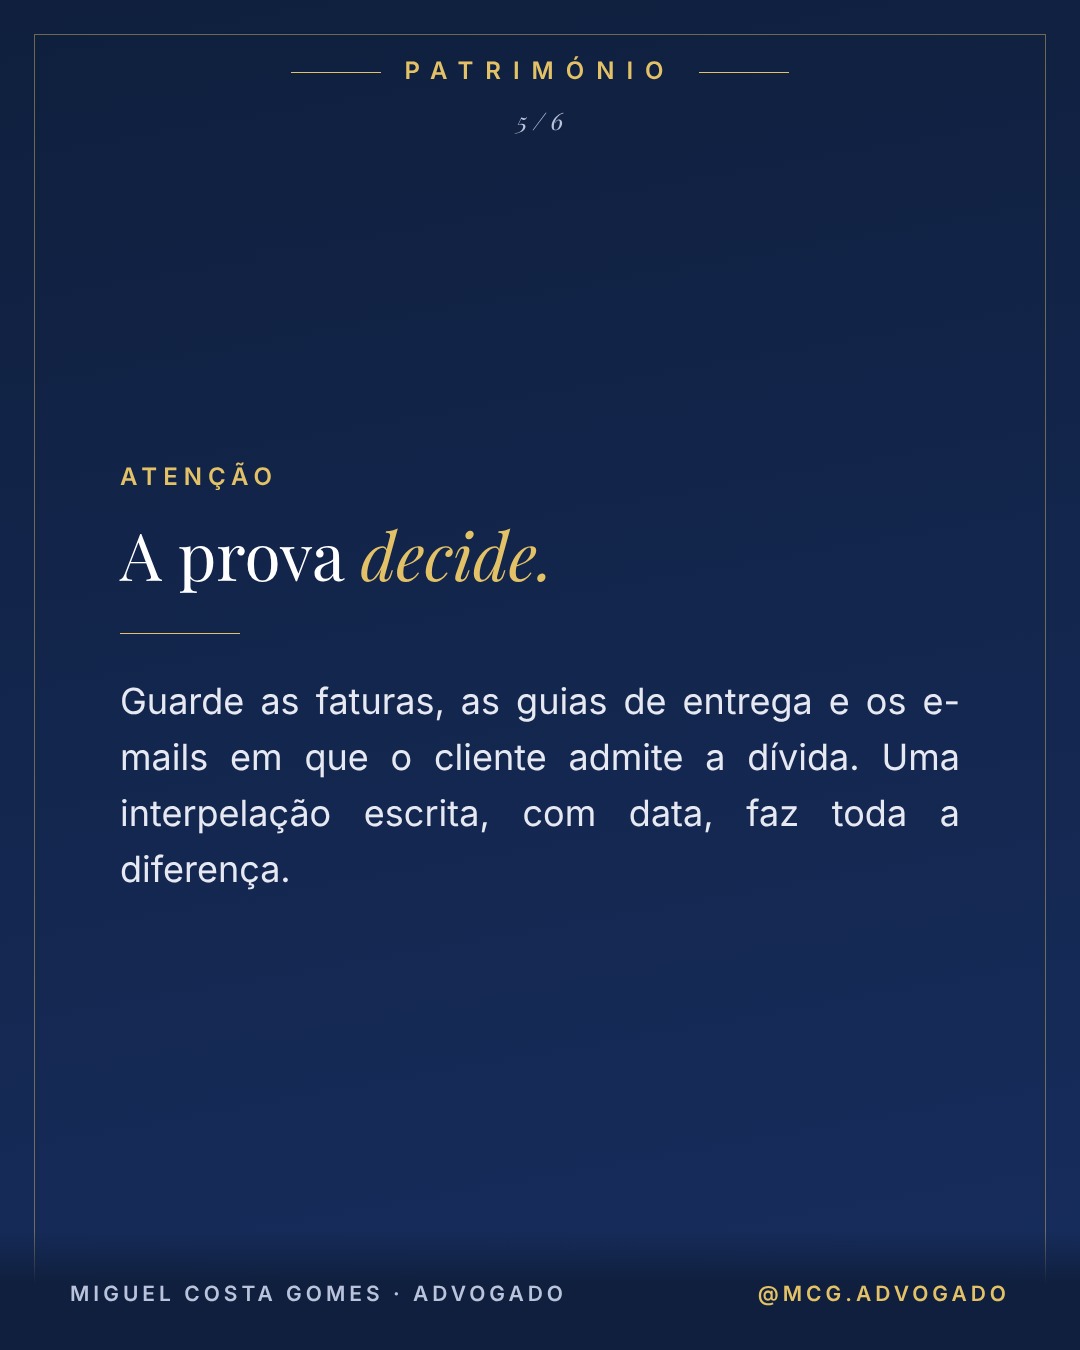 PATRIMÓNIO
5 / 6
ATENÇÃO
A prova decide.
Guarde as faturas, as guias de entrega e os e-
mails em que o cliente admite a dívida. Uma
interpelação escrita, com data, faz toda a
diferença.
MIGUEL COSTA GOMES · ADVOGADO
@MCG.ADVOGADO